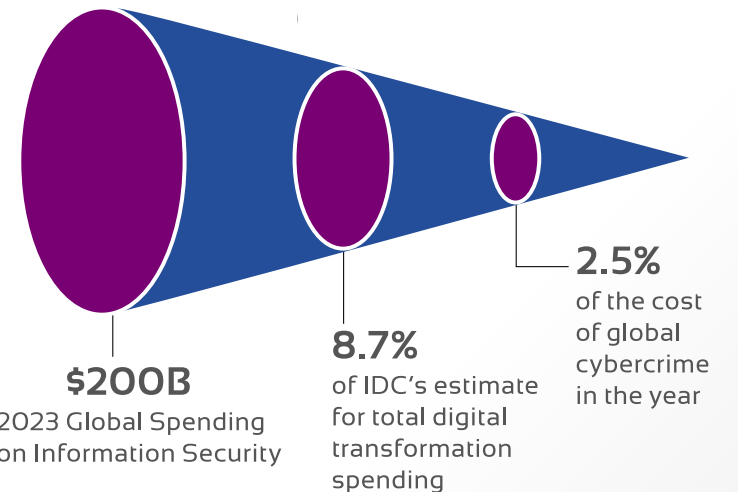 $200B
2023 Global Spending
on Information Security
8.7%
of IDC's estimate
for total digital
transformation
spending
2.5%
of the cost
of global
cybercrime
in the year